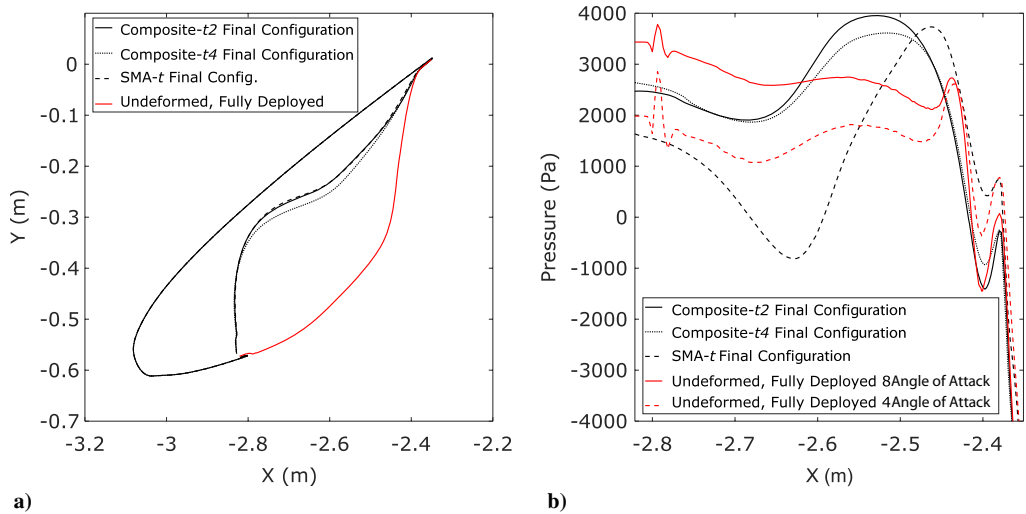 Composite-t2 Final Configuration
Composite-t4 Final Configuration
SMA-t Final Config.
Undeformed, Fully Deployed
0
-0.1
-0.2
-0.3
-0.4
-0.5
-0.6
-0.7
Y (m)
-3.2 -3 -2.8 -2.6 -2.4 -2.2
X (m)
a)
4000
3000
2000
1000
0
-1000
2000
-3000
-4000
Pressure (Pa)
Composite-t2 Final Configuration
Composite-t4 Final Configuration
SMA-t Final Configuration
Undeformed, Fully Deployed 8Angle of Attack
Undeformed, Fully Deployed 4Angle of Attack
-2.8 -2.7 -2.6 -2.5 -2.4
X (m)
b)